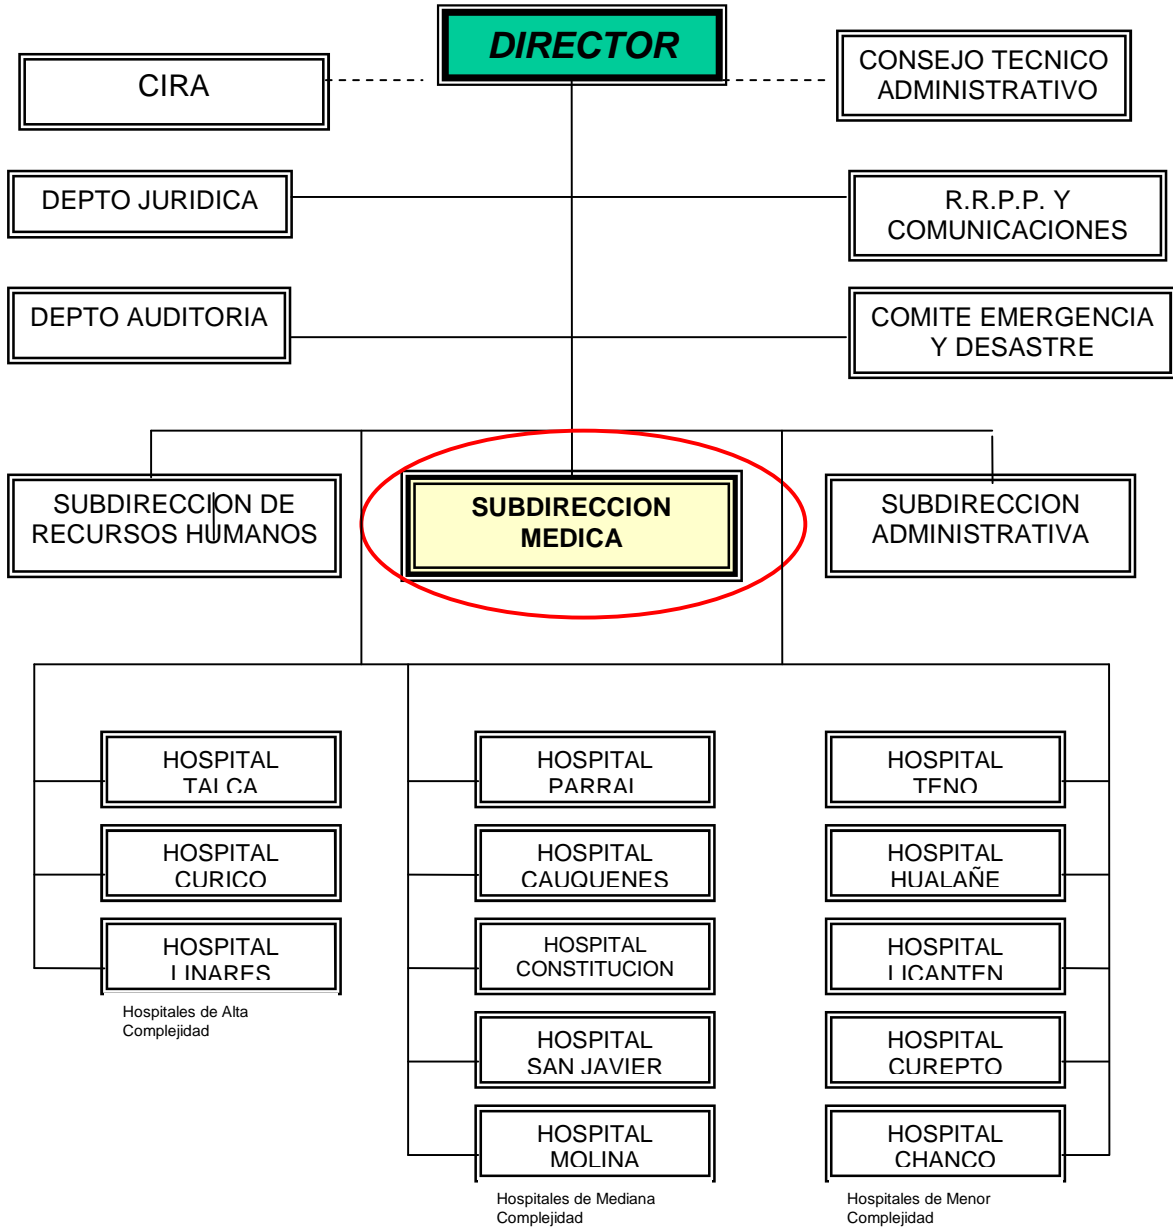 DIRECTOR
CIRA
CONSEJO TECNICO
ADMINISTRATIVO
DEPTO JURIDICA
R.R.P.P. Y
COMUNICACIONES
DEPTO AUDITORIA
COMITE EMERGENCIA
Y DESASTRE
SUBDIRECCION DE
RECURSOS HUMANOS
SUBDIRECCION
MEDICA
SUBDIRECCION
ADMINISTRATIVA
HOSPITAL
TALCA
HOSPITAL
CURICO
HOSPITAL
LINARES
Hospitales de Alta
Complejidad
HOSPITAL
PARRAL
HOSPITAL
CAUQUENES
HOSPITAL
CONSTITUCION
HOSPITAL
SAN JAVIER
HOSPITAL
MOLINA
Hospitales de Mediana
Complejidad
HOSPITAL
TENO
HOSPITAL
HUALAÑE
HOSPITAL
LICANTEN
HOSPITAL
CUREPTO
HOSPITAL
CHANCO
Hospitales de Menor
Complejidad